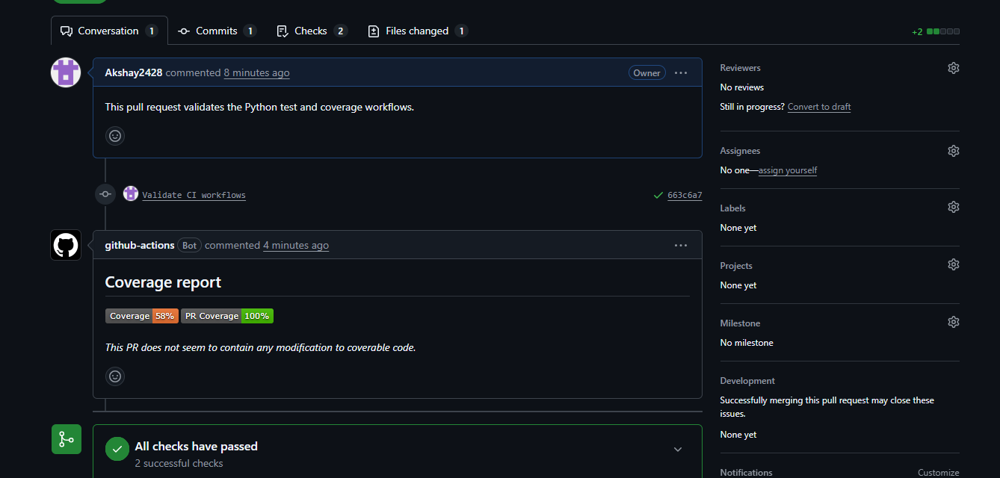 Conversation 1 Commits 1 Checks 2 Files changed 1 +2
Akshay2428 commented 8 minutes ago Owner
This pull request validates the Python test and coverage workflows.
Validate CI workflows 663c6a7
github-actions Bot commented 4 minutes ago
Coverage report
Coverage 58% PR Coverage 100%
This PR does not seem to contain any modification to coverable code.
All checks have passed
2 successful checks
Reviewers
No reviews
Still in progress? Convert to draft
Assignees
No one—assign yourself
Labels
None yet
Projects
None yet
Milestone
No milestone
Development
Successfully merging this pull request may close these
issues.
None yet
Notifications Customize